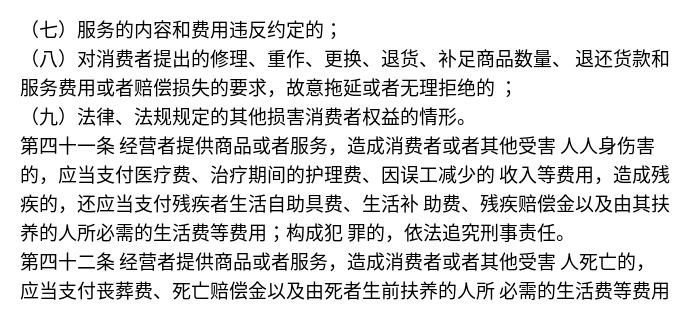 （七）服务的内容和费用违反约定的；
（八）对消费者提出的修理、重作、更换、退货、补足商品数量、 退还货款和
服务费用或者赔偿损失的要求，故意拖延或者无理拒绝的 ；
（九）法律、法规规定的其他损害消费者权益的情形。
第四十一条 经营者提供商品或者服务，造成消费者或者其他受害 人人身伤害
的，应当支付医疗费、治疗期间的护理费、因误工减少的 收入等费用，造成残
疾的，还应当支付残疾者生活自助具费、生活补 助费、残疾赔偿金以及由其扶
养的人所必需的生活费等费用；构成犯 罪的，依法追究刑事责任。
第四十二条 经营者提供商品或者服务，造成消费者或者其他受害 人死亡的，
应当支付丧葬费、死亡赔偿金以及由死者生前扶养的人所 必需的生活费等费用